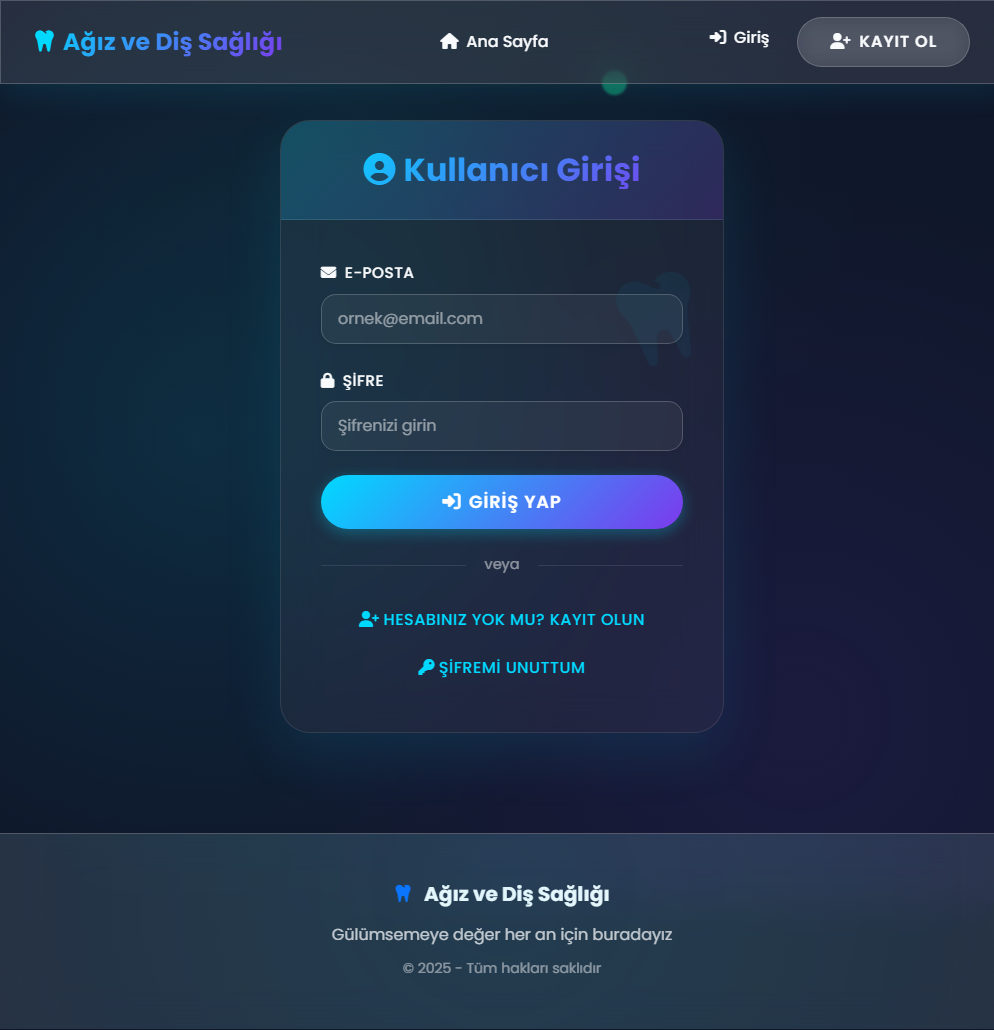 Ağız ve Diş Sağlığı
Ana Sayfa
Giriş
KAYIT OL
Kullanıcı Girişi
E-POSTA
ornek@email.com
ŞİFRE
Şifrenizi girin
GİRİŞ YAP
veya
HESABINIZ YOK MU? KAYIT OLUN
ŞİFREMİ UNUTTUM
Ağız ve Diş Sağlığı
Gülümsemeye değer her an için buradayız
© 2025 - Tüm hakları saklıdır